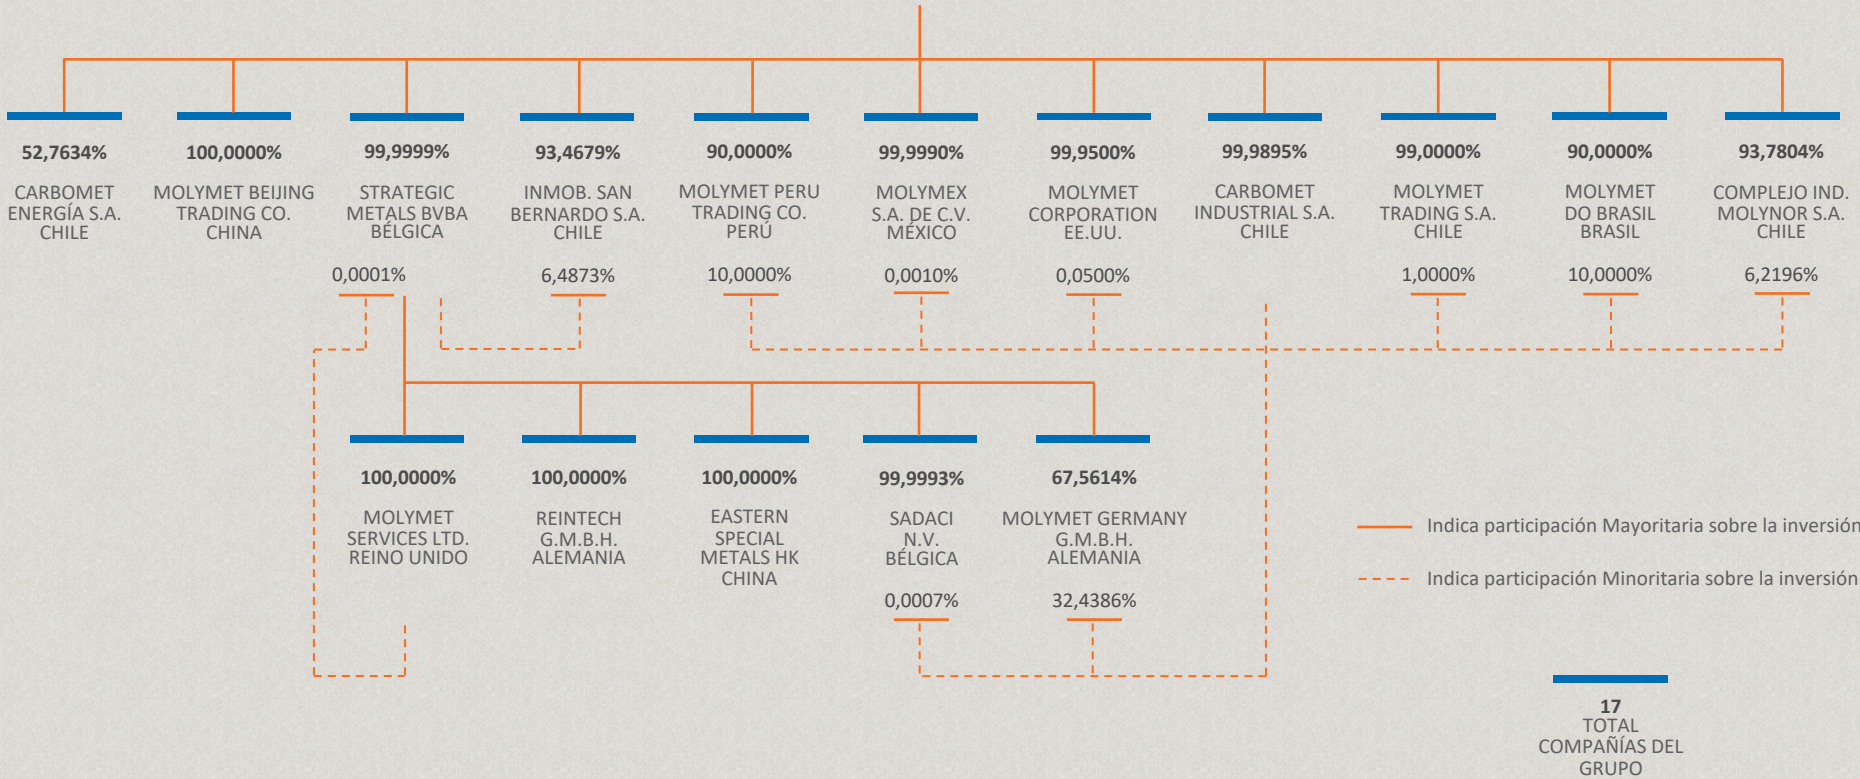 52,7634%
CARBOMET
ENERGÍA S.A.
CHILE
100,0000%
MOLYMET BEIJING
TRADING CO.
CHINA
99,9999%
STRATEGIC
METALS BVBA
BÉLGICA
0,0001%
93,4679%
INMOB. SAN
BERNARDO S.A.
CHILE
6,4873%
90,0000%
MOLYMET PERU
TRADING CO.
PERÚ
10,0000%
99,9990%
MOLYMEX
S.A. DE C.V.
MÉXICO
0,0010%
99,9500%
MOLYMET
CORPORATION
EE.UU.
0,0500%
99,9895%
CARBOMET
INDUSTRIAL S.A.
CHILE
99,0000%
MOLYMET
TRADING S.A.
CHILE
1,0000%
90,0000%
MOLYMET
DO BRASIL
BRASIL
10,0000%
93,7804%
COMPLEJO IND.
MOLYNOR S.A.
CHILE
6,2196%
100,0000%
MOLYMET
SERVICES LTD.
REINO UNIDO
100,0000%
REINTECH
G.M.B.H.
ALEMANIA
100,0000%
EASTERN
SPECIAL
METALS HK
CHINA
99,9993%
SADACI
N.V.
BÉLGICA
0,0007%
67,5614%
MOLYMET GERMANY
G.M.B.H.
ALEMANIA
32,4386%
Indica participación Mayoritaria sobre la inversión
Indica participación Minoritaria sobre la inversión
17
TOTAL
COMPAÑÍAS DEL
GRUPO